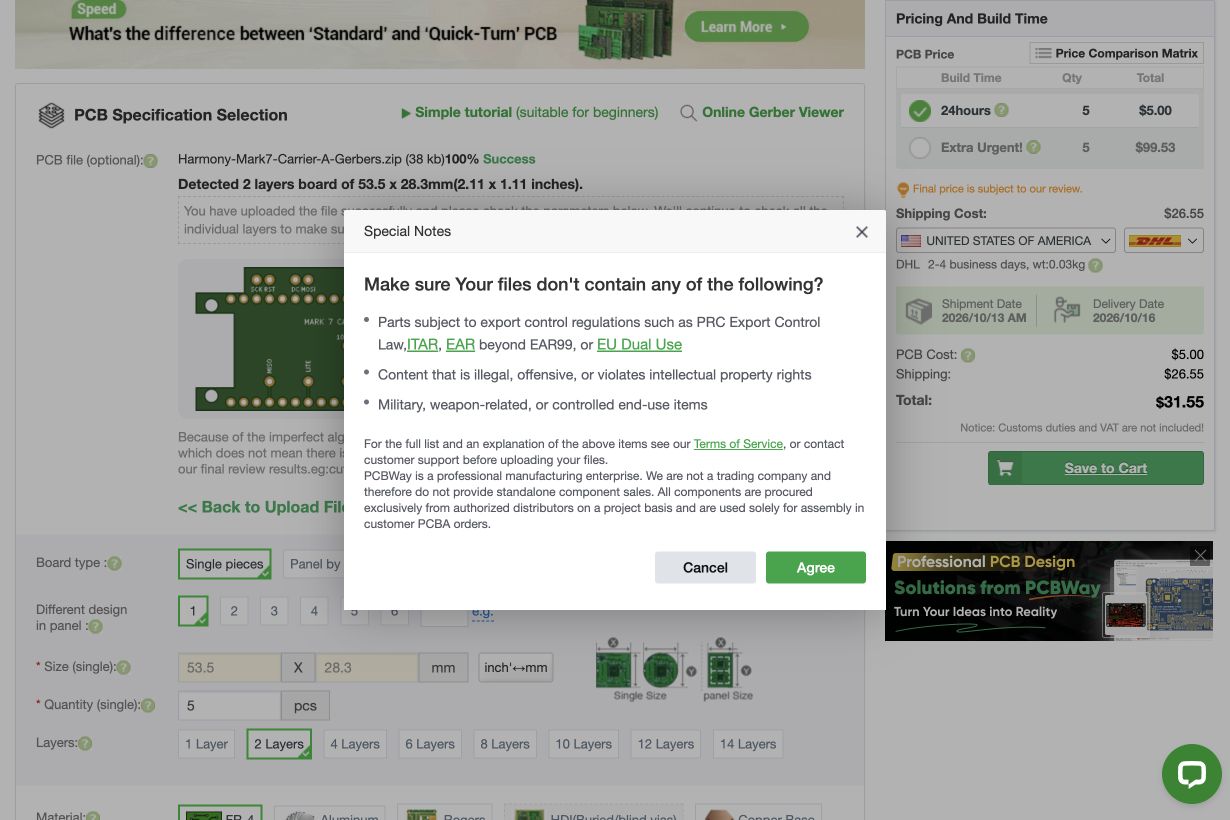 Speed
What's the difference between 'Standard' and 'Quick-Turn' PCB
Learn More
PCB Specification Selection
Simple tutorial (suitable for beginners)
Online Gerber Viewer
PCB file (optional):?
Harmony-Mark7-Carrier-A-Gerbers.zip (38 kb)100% Success
Detected 2 layers board of 53.5 x 28.3mm(2.11 x 1.11 inches).
You have uploaded the file
individual layers to make su
SCK RST DC MOSI
MARK 7 CA
MISO
LITE
Because of the imperfect alg
which does not mean there is
our final review results.eg:cut
<< Back to Upload File
Special Notes
Make sure Your files don't contain any of the following?
• Parts subject to export control regulations such as PRC Export Control
Law,ITAR, EAR beyond EAR99, or EU Dual Use
• Content that is illegal, offensive, or violates intellectual property rights
• Military, weapon-related, or controlled end-use items
For the full list and an explanation of the above items see our Terms of Service, or contact
customer support before uploading your files.
PCBWay is a professional manufacturing enterprise. We are not a trading company and
therefore do not provide standalone component sales. All components are procured
exclusively from authorized distributors on a project basis and are used solely for assembly in
customer PCBA orders.
Cancel
Agree
Board type :?
Single pieces
Panel by
Different design
in panel :?
1 2 3 4 5 6
e.g.
* Size (single):?
53.5 X 28.3 mm
inch'↔mm
X X
Y Y
Single Size
panel Size
* Quantity (single):?
5 pcs
Layers:?
1 Layer 2 Layers 4 Layers 6 Layers 8 Layers 10 Layers 12 Layers 14 Layers
Material:?
FR-4 Aluminum Rogers HDI(Buried/blind vias) Copper Base
Pricing And Build Time
PCB Price
Price Comparison Matrix
Build Time Qty Total
24hours ? 5 $5.00
Extra Urgent! ? 5 $99.53
Final price is subject to our review.
Shipping Cost: $26.55
UNITED STATES OF AMERICA
DHL
DHL 2-4 business days, wt:0.03kg ?
Shipment Date
2026/10/13 AM
Delivery Date
2026/10/16
PCB Cost: ? $5.00
Shipping: $26.55
Total: $31.55
Notice: Customs duties and VAT are not included!
Save to Cart
Professional PCB Design
Solutions from PCBWay
Turn Your Ideas into Reality